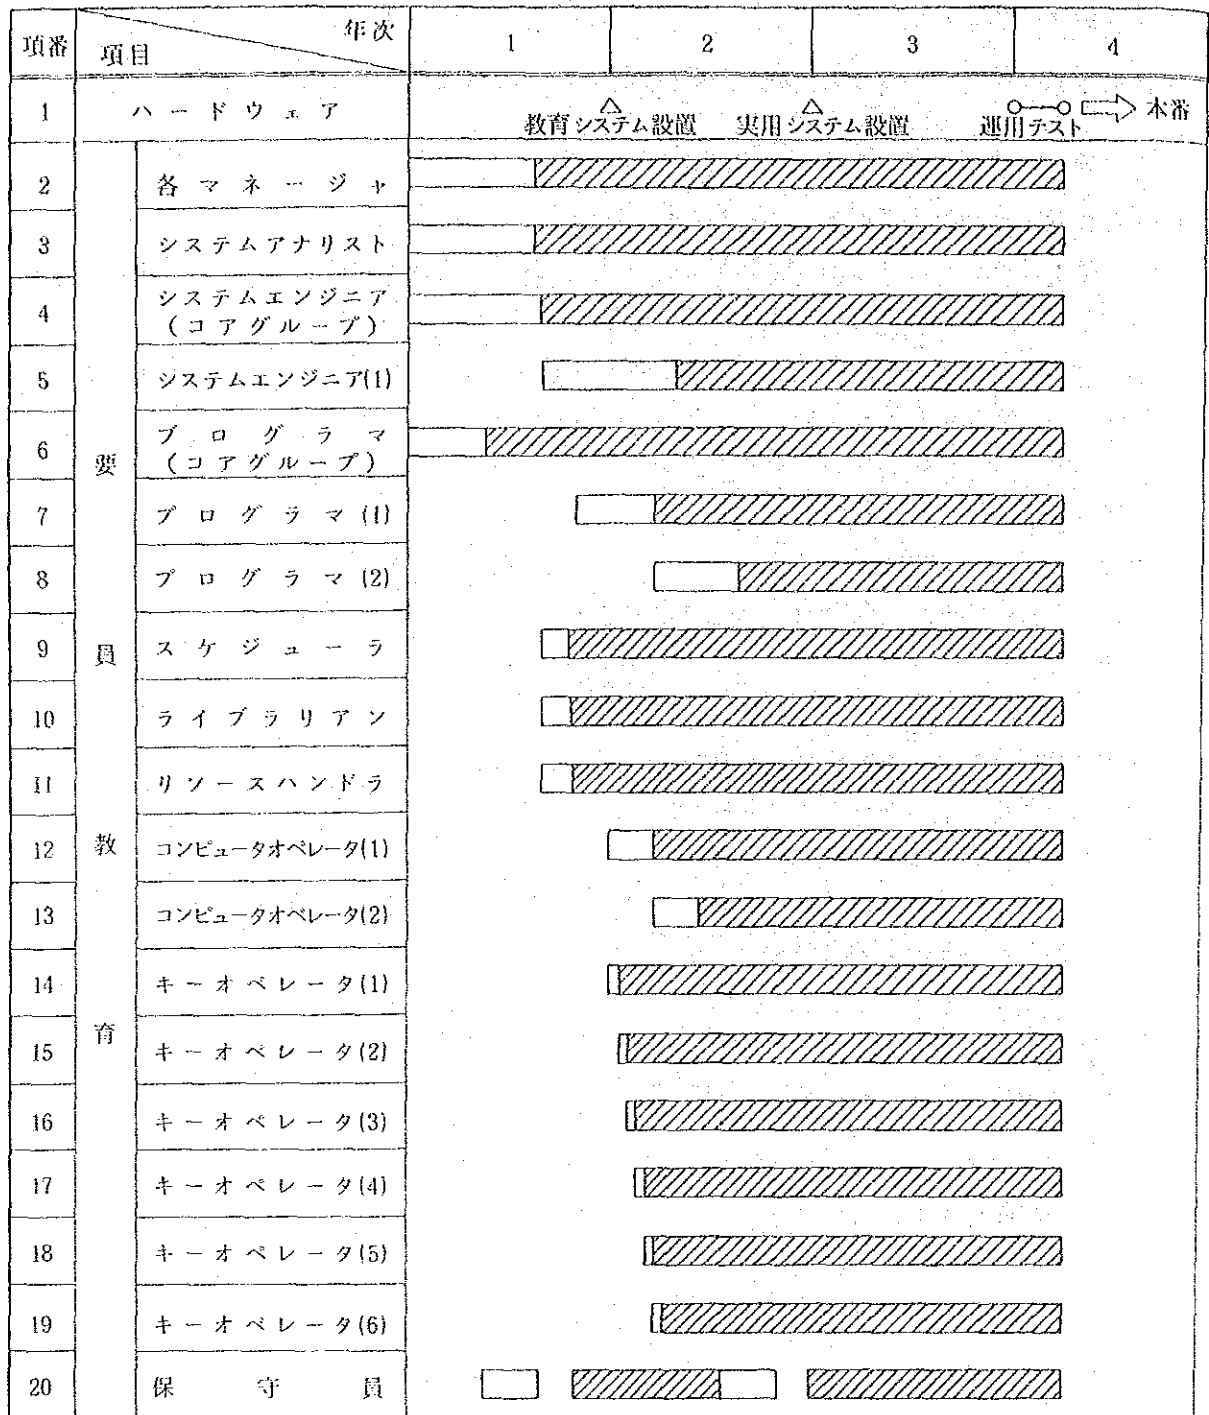 年次
項番 項目 1 2 3 4
1 ハードウェア
教育システム設置 実用システム設置 運用テスト 本番
要員教育
2 各マネージャ
3 システムアナリスト
4 システムエンジニア
(コアグループ)
5 システムエンジニア(1)
6 プログラマ
(コアグループ)
7 プログラマ(1)
8 プログラマ(2)
9 スケジューラ
10 ライブラリアン
11 リソースハンドラ
12 コンピュータオペレータ(1)
13 コンピュータオペレータ(2)
14 キーオペレータ(1)
15 キーオペレータ(2)
16 キーオペレータ(3)
17 キーオペレータ(4)
18 キーオペレータ(5)
19 キーオペレータ(6)
20 保守員